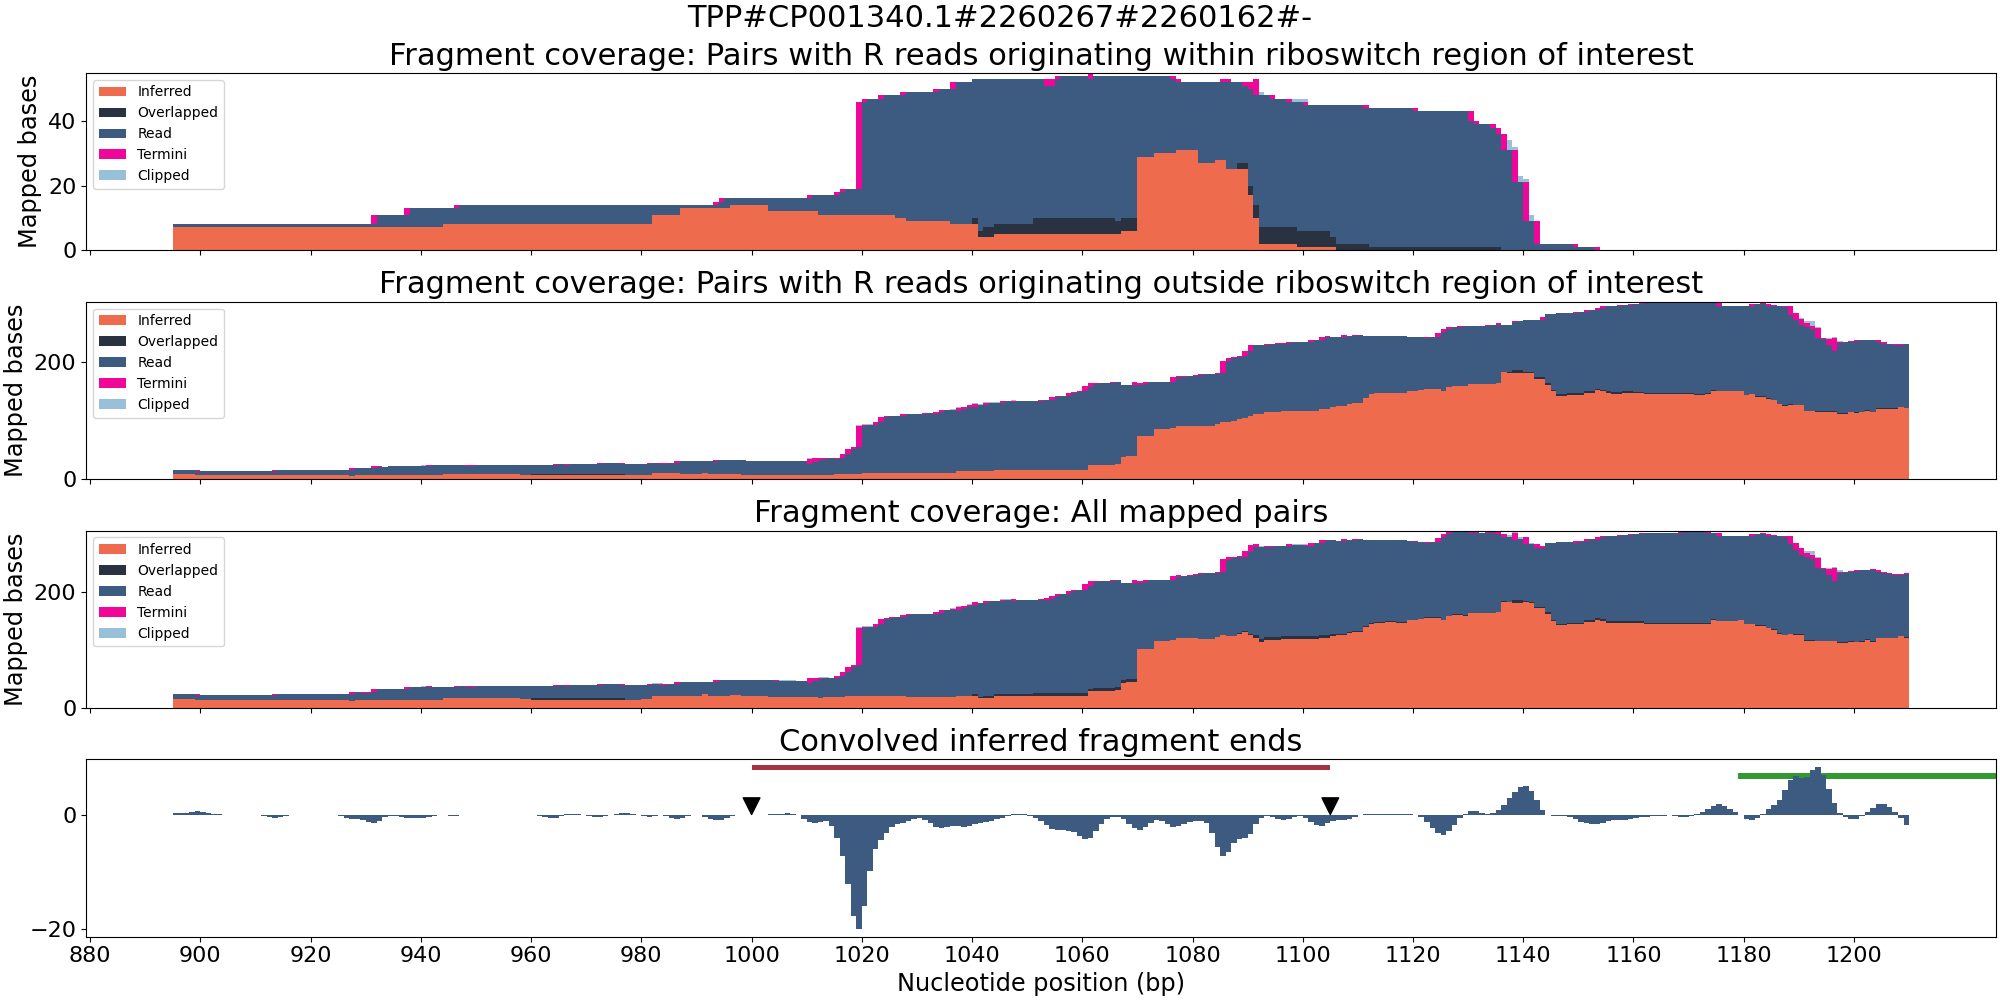 TPP#CP001340.1#2260267#2260162#-
Fragment coverage: Pairs with R reads originating within riboswitch region of interest
Mapped bases
40
20
0
Inferred
Overlapped
Read
Termini
Clipped
Fragment coverage: Pairs with R reads originating outside riboswitch region of interest
Mapped bases
200
0
Inferred
Overlapped
Read
Termini
Clipped
Fragment coverage: All mapped pairs
Mapped bases
200
0
Inferred
Overlapped
Read
Termini
Clipped
Convolved inferred fragment ends
0
−20
880 900 920 940 960 980 1000 1020 1040 1060 1080 1100 1120 1140 1160 1180 1200
Nucleotide position (bp)